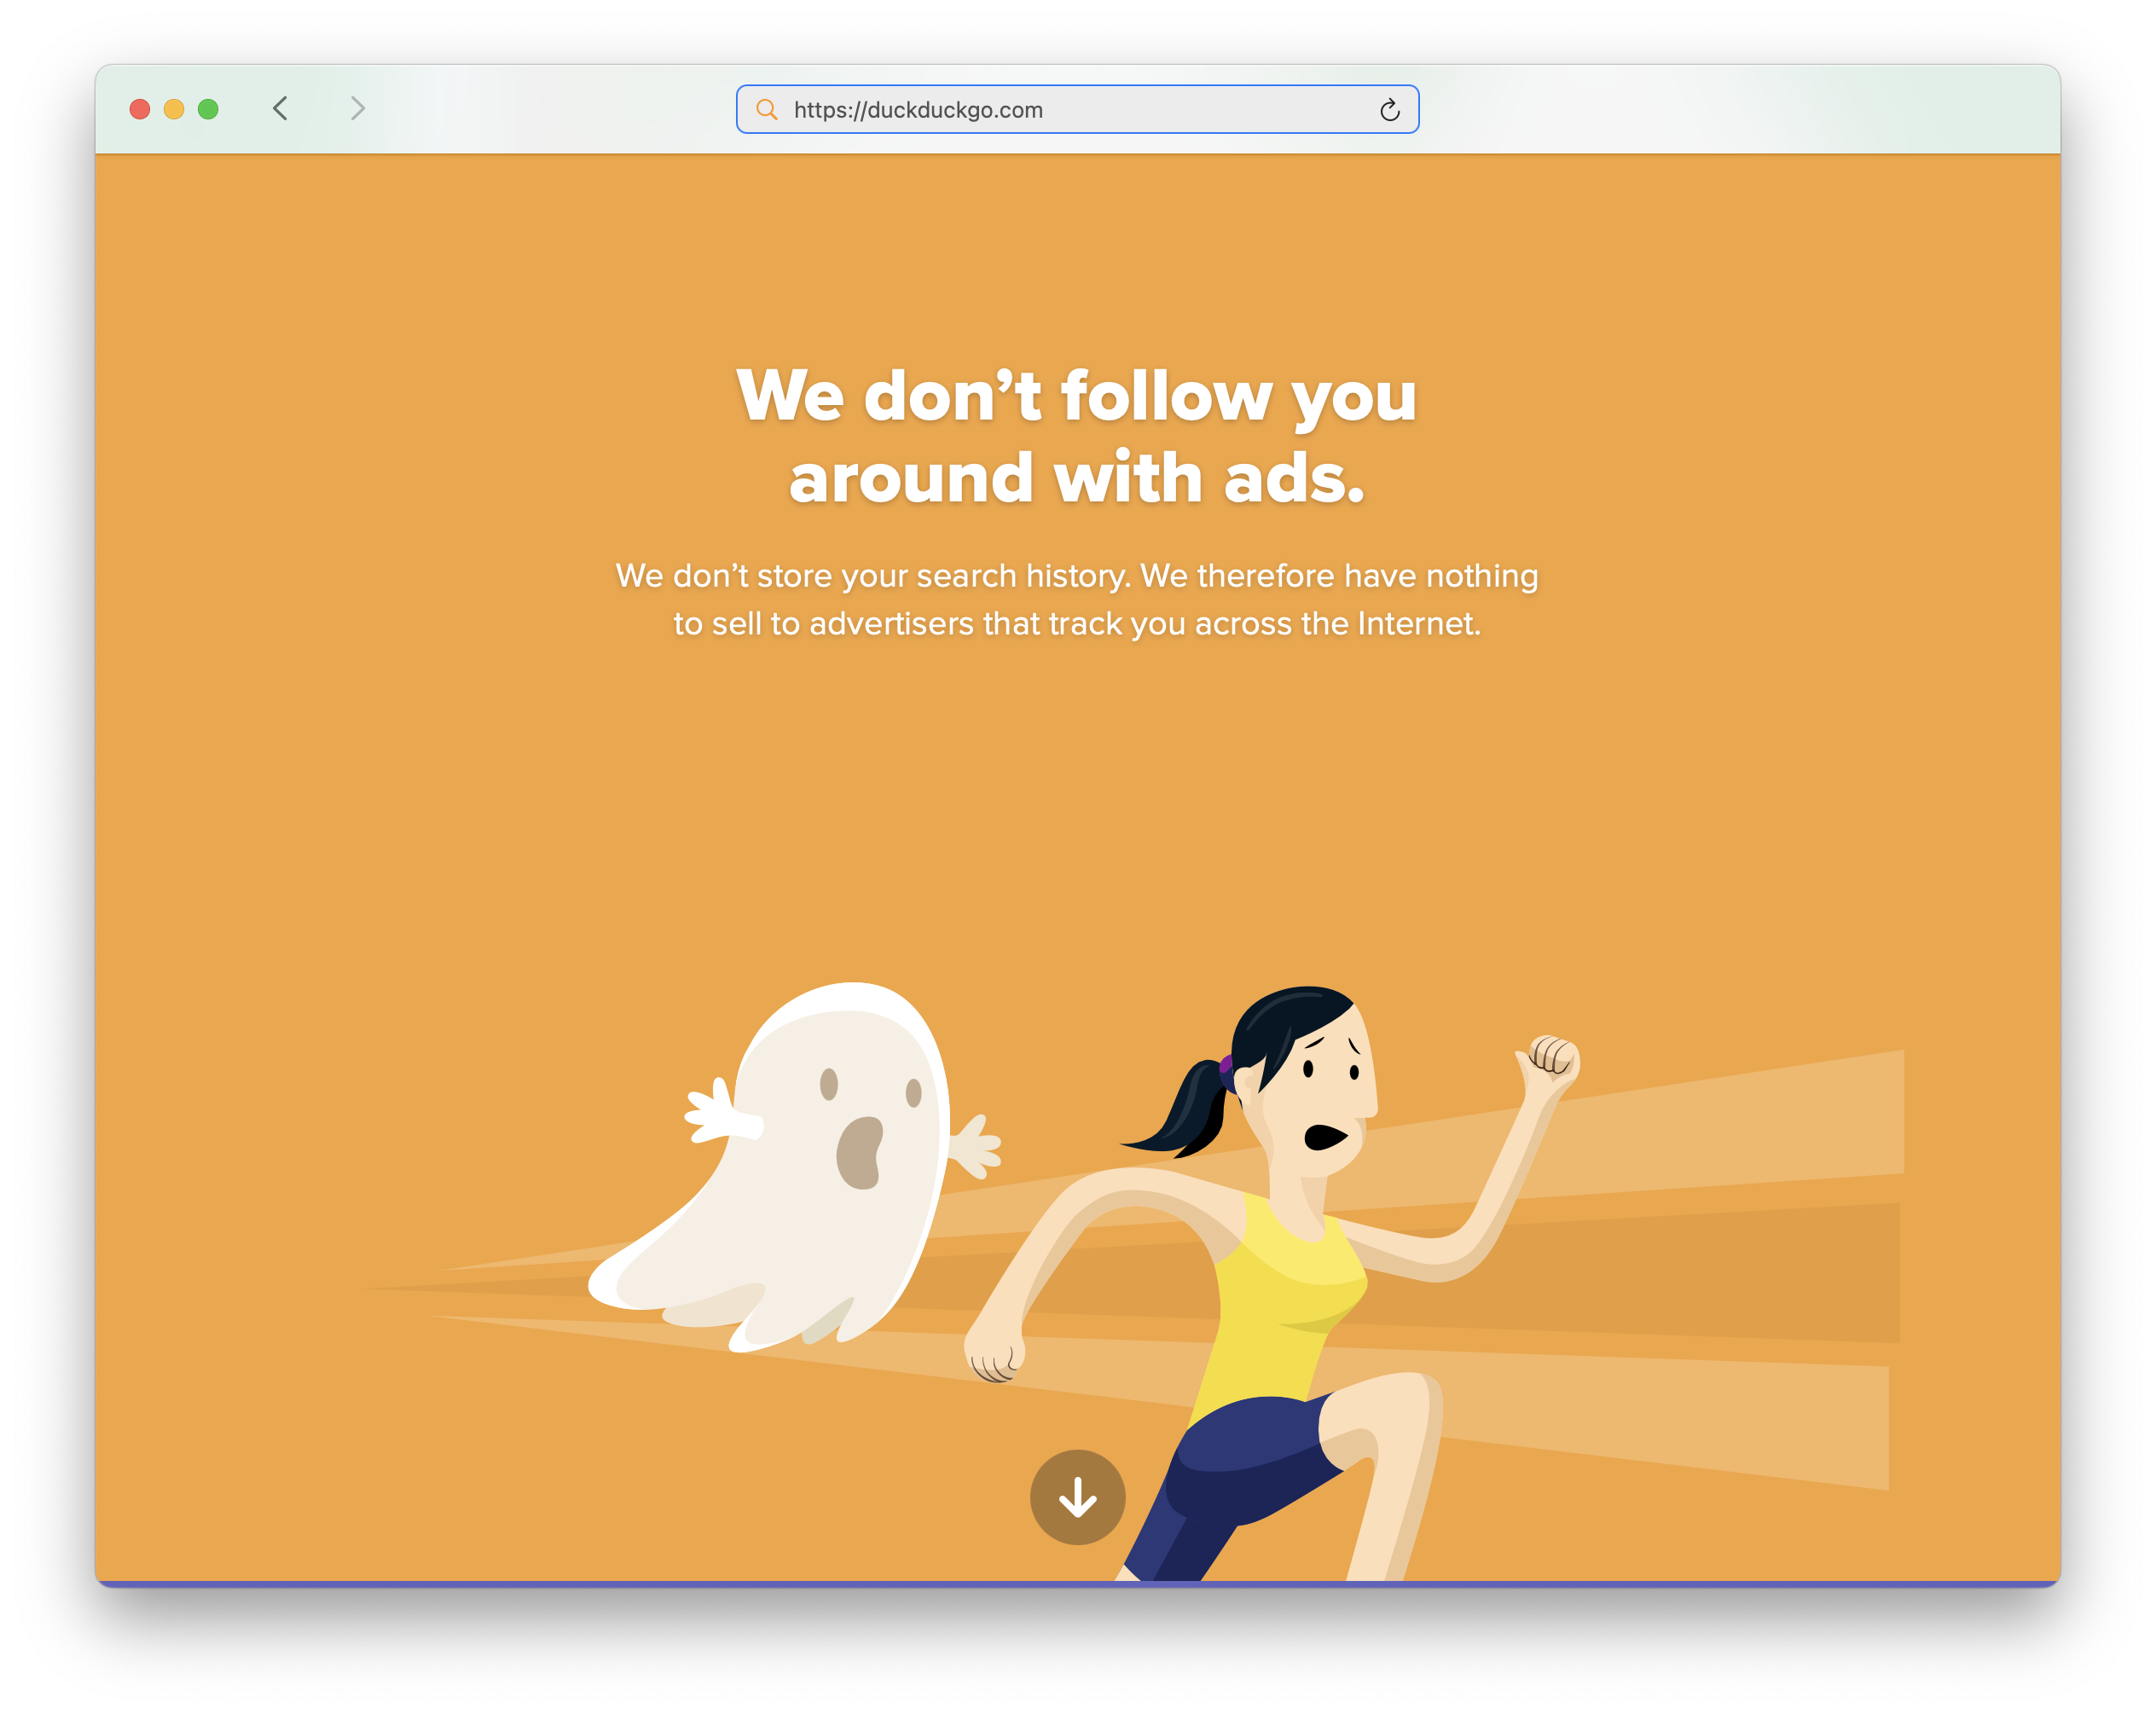 https://duckduckgo.com
We don’t follow you
around with ads.
We don’t store your search history. We therefore have nothing
to sell to advertisers that track you across the Internet.